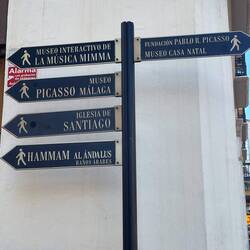 MUSEO INTERACTIVO DE
LA MÚSICA MIMMA
FUNDACIÓN PABLO R. PICASSO
MUSEO CASA NATAL
Alarma
MUSEO
PICASSO MÁLAGA
IGLESIA DE
SANTIAGO
HAMMAM AL ÁNDALUS
BAÑOS ÁRABES